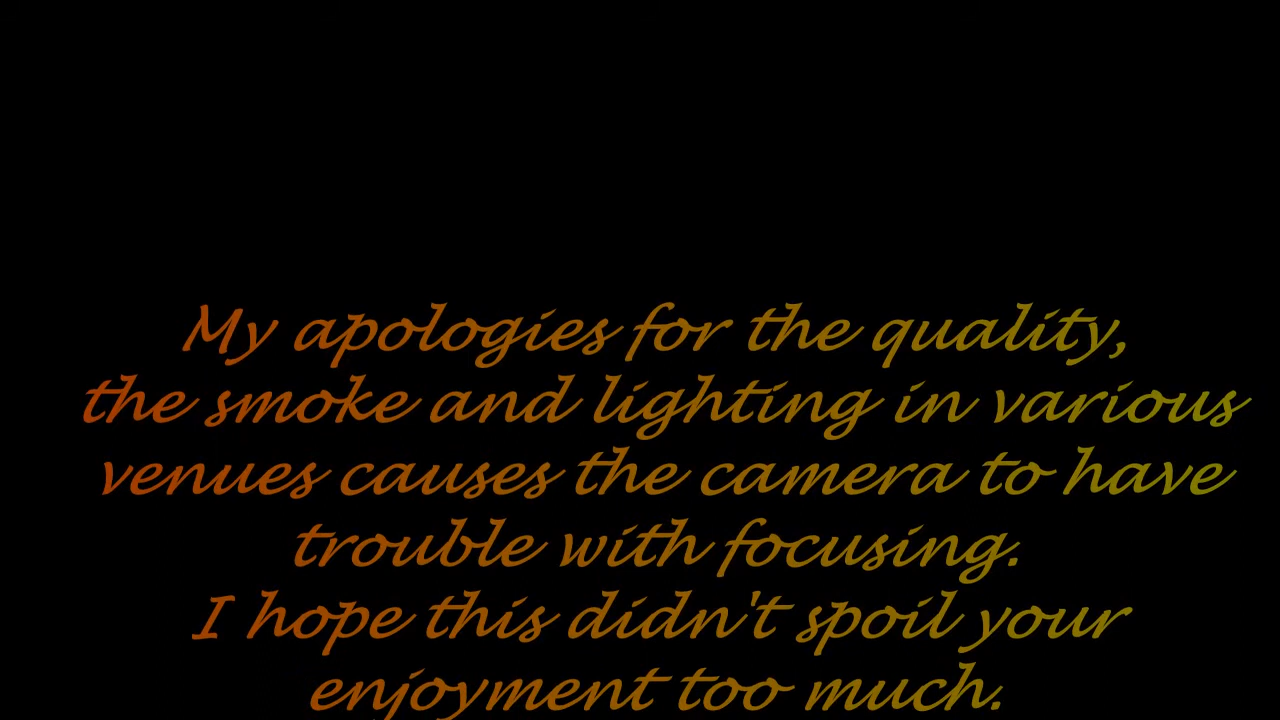 My apologies for the quality,
the smoke and lighting in various
venues causes the camera to have
trouble with focusing.
I hope this didn't spoil your
enjoyment too much.